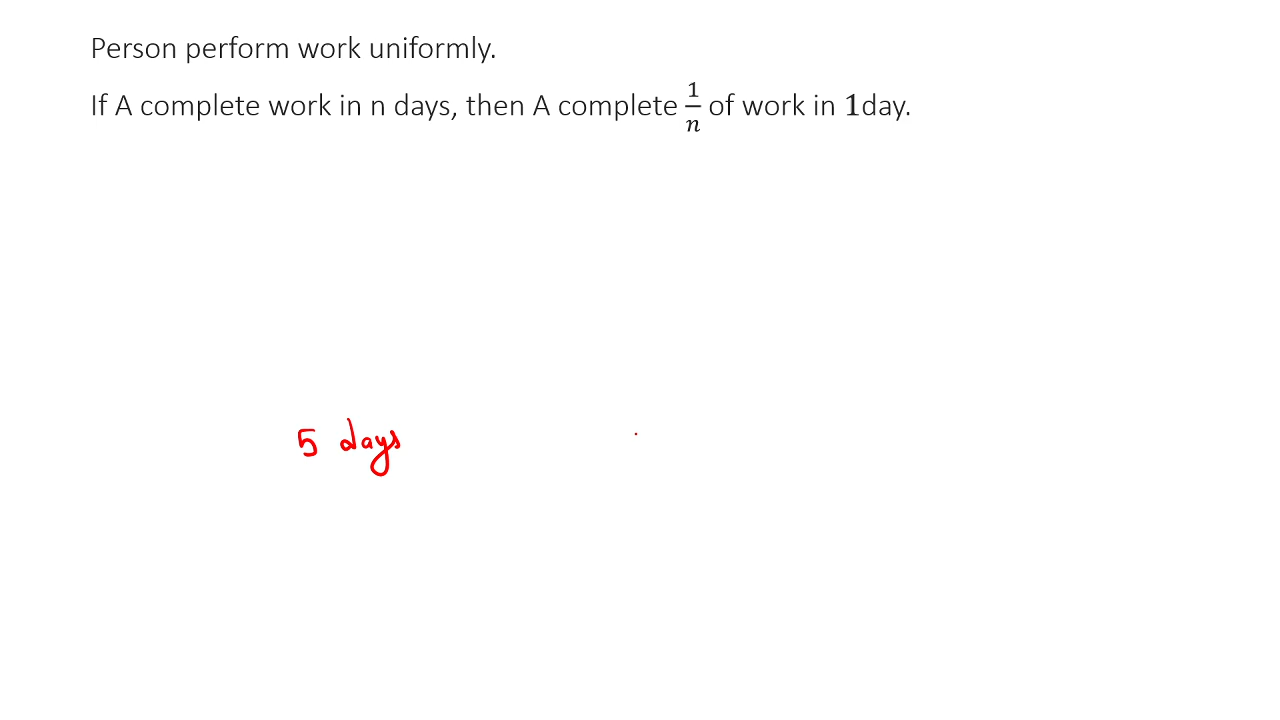 Person perform work uniformly.
If A complete work in n days, then A complete 1/n of work in 1day.
5 days